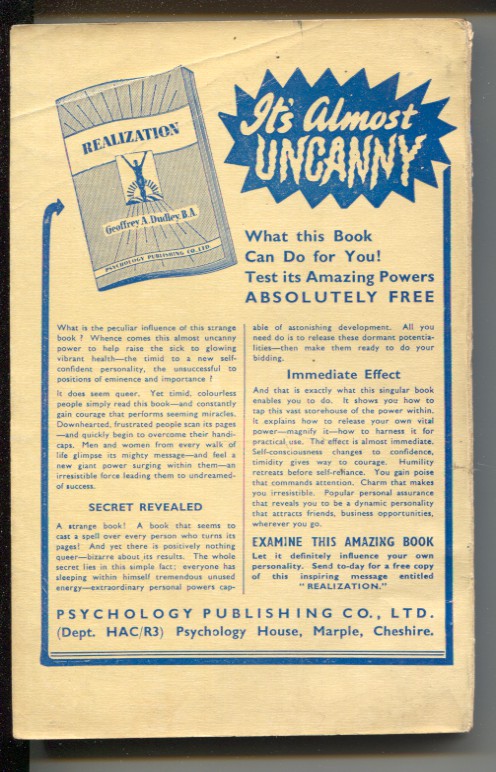 REALIZATION
Geoffrey A. Dudley, B.A.
PSYCHOLOGY PUBLISHING CO., LTD.
It's Almost
UNCANNY
What this Book
Can Do for You!
Test its Amazing Powers
ABSOLUTELY FREE
What is the peculiar influence of this strange
book ? Whence comes this almost uncanny
power to help raise the sick to glowing
vibrant health—the timid to a new self-
confident personality, the unsuccessful to
positions of eminence and importance ?
It does seem queer. Yet timid, colourless
people simply read this book—and constantly
gain courage that performs seeming miracles.
Downhearted, frustrated people scan its pages
—and quickly begin to overcome their handi-
caps. Men and women from every walk of
life glimpse its mighty message—and feel a
new giant power surging within them—an
irresistible force leading them to undreamed-
of success.
SECRET REVEALED
A strange book! A book that seems to
cast a spell over every person who turns its
pages! And yet there is positively nothing
queer—bizarre about its results. The whole
secret lies in this simple fact; everyone has
sleeping within himself tremendous unused
energy—extraordinary personal powers cap-
able of astonishing development. All you
need do is to release these dormant potentia-
lities—then make them ready to do your
bidding.
Immediate Effect
And that is exactly what this singular book
enables you to do. It shows you how to
tap this vast storehouse of the power within.
It explains how to release your own vital
power—magnify it—how to harness it for
practical use. The effect is almost immediate.
Self-consciousness changes to confidence,
timidity gives way to courage. Humility
retreats before self-reliance. You gain poise
that commands attention. Charm that makes
you irresistible. Popular personal assurance
that reveals you to be a dynamic personality
that attracts friends, business opportunities,
wherever you go.
EXAMINE THIS AMAZING BOOK
Let it definitely influence your own
personality. Send to-day for a free copy
of this inspiring message entitled
"REALIZATION."
PSYCHOLOGY PUBLISHING CO., LTD.
(Dept. HAC/R3) Psychology House, Marple, Cheshire.